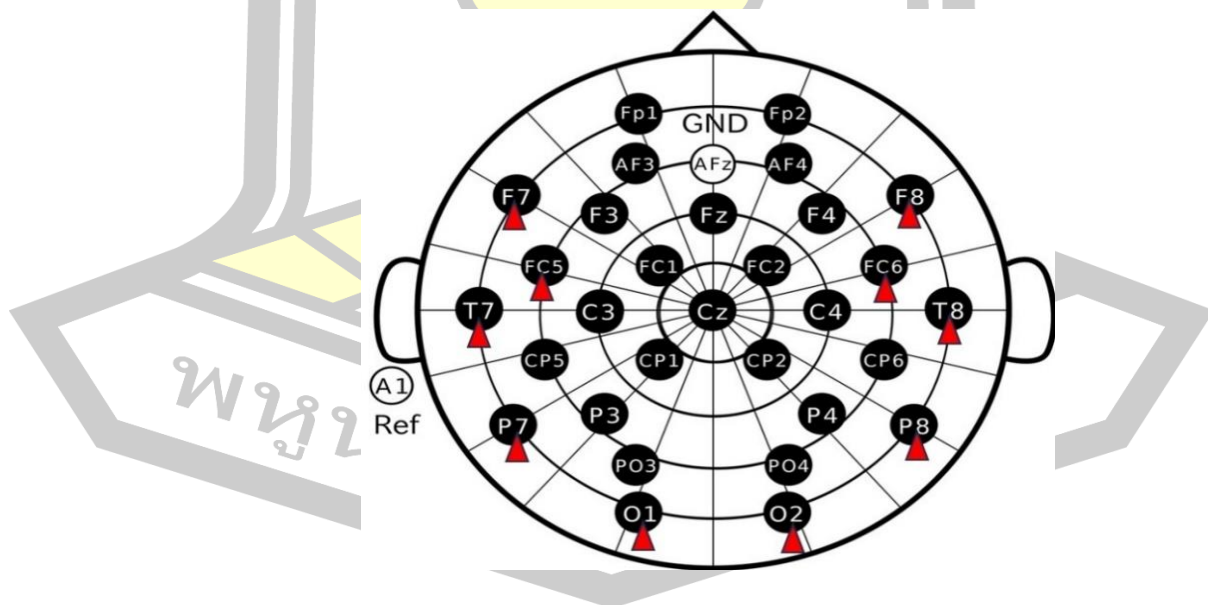 Fp1 Fp2
GND
AF3 AFz AF4
F7 F3 Fz F4 F8
FC5 FC1 FC2 FC6
T7 C3 Cz C4 T8
CP5 CP1 CP2 CP6
A1
Ref
P7 P3 P4 P8
PO3 PO4
O1 O2